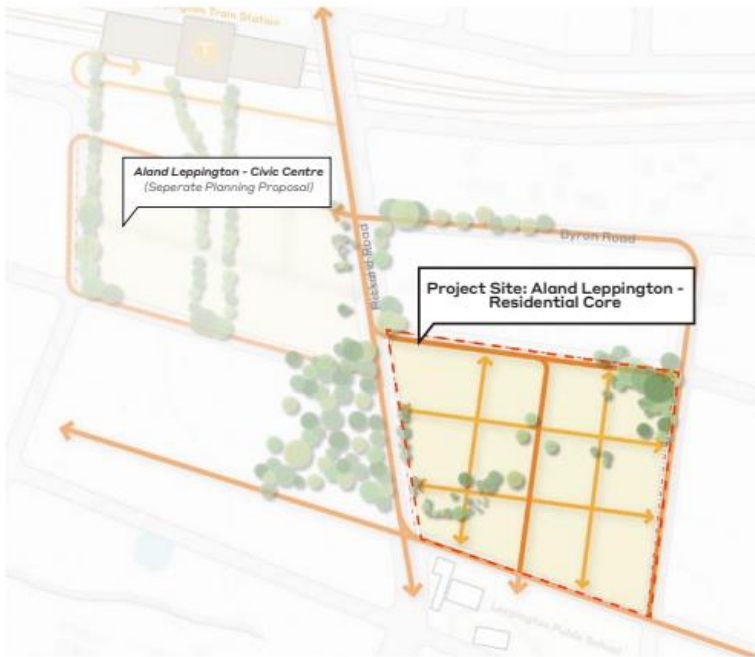 Train Station
T
Aland Leppington - Civic Centre
(Seperate Planning Proposal)
Rickard Road
Byron Road
Project Site: Aland Leppington -
Residential Core
Leppington Public School